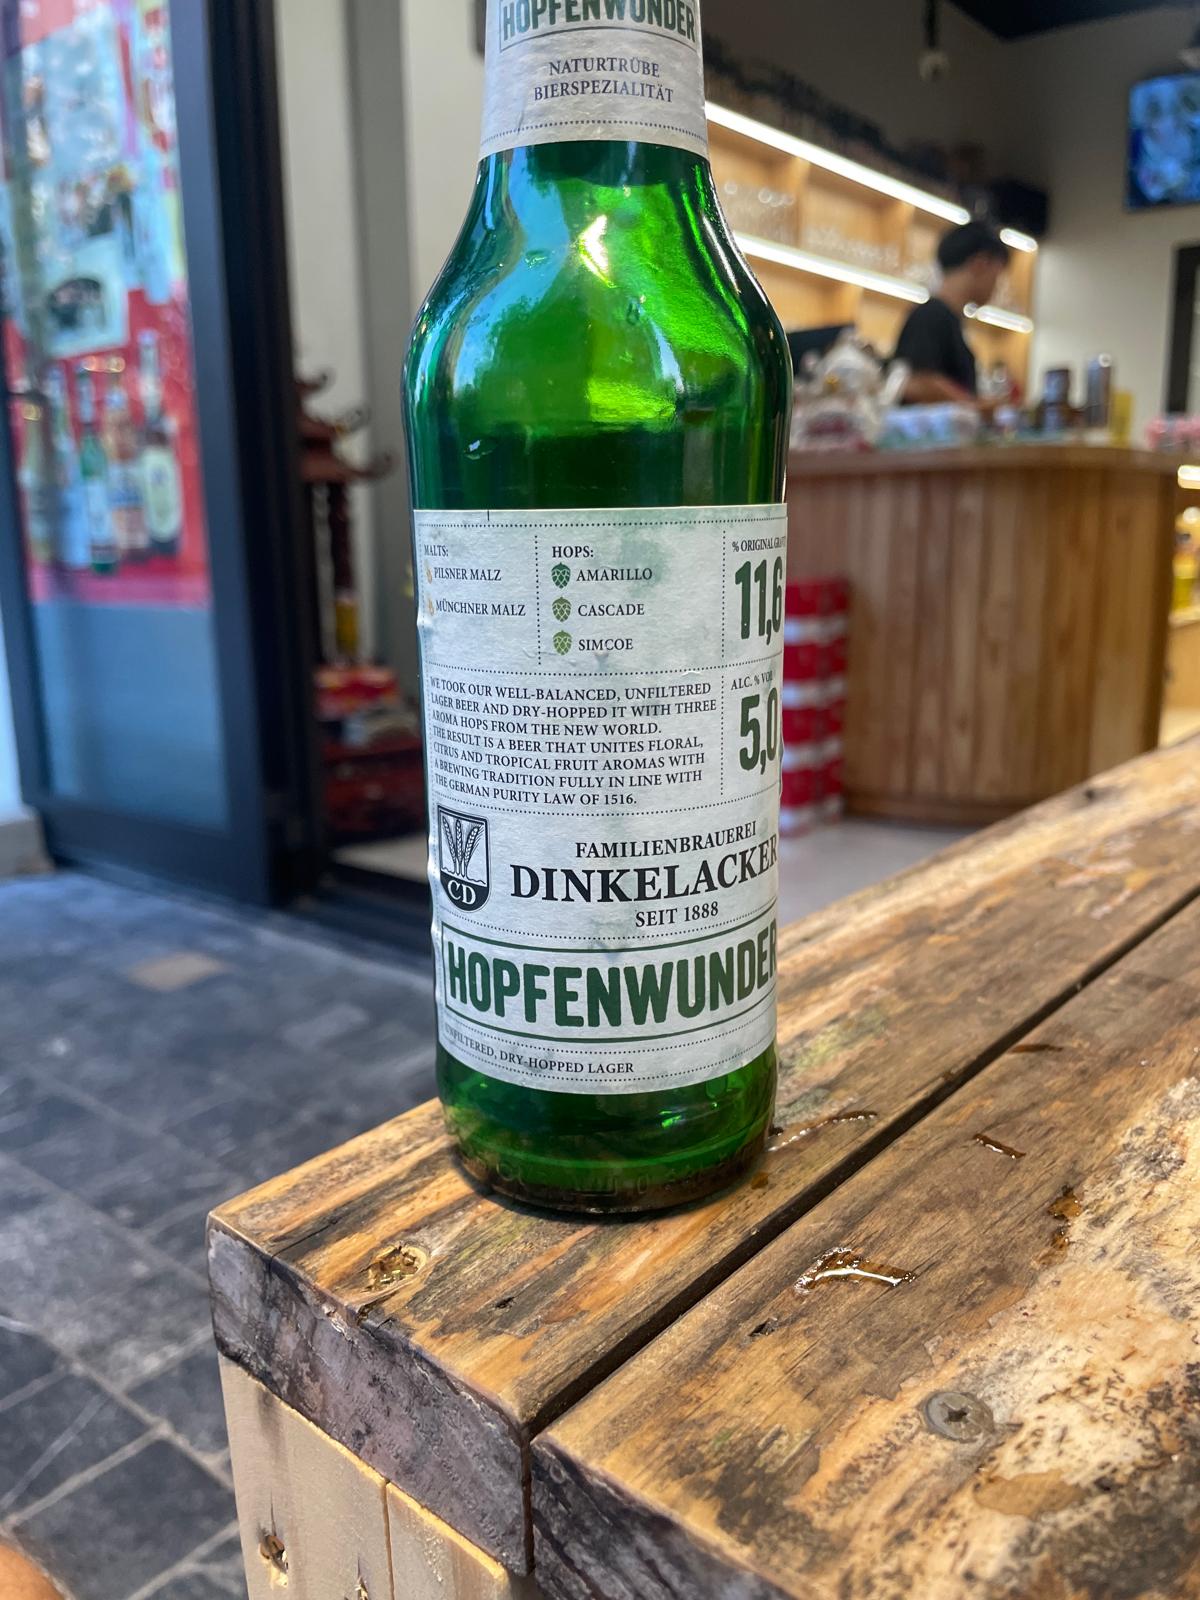 HOPFENWUNDER
NATURTRÜBE
BIERSPEZIALITÄT
MALTS:
PILSNER MALZ
MÜNCHNER MALZ
HOPS:
AMARILLO
CASCADE
SIMCOE
% ORIGINAL
11,6
ALC. % VOL
5,0
WE TOOK OUR WELL-BALANCED, UNFILTERED
LAGER BEER AND DRY-HOPPED IT WITH THREE
AROMA HOPS FROM THE NEW WORLD.
THE RESULT IS A BEER THAT UNITES FLORAL,
CITRUS AND TROPICAL FRUIT AROMAS WITH
A BREWING TRADITION FULLY IN LINE WITH
THE GERMAN PURITY LAW OF 1516.
CD
FAMILIENBRAUEREI
DINKELACKER
SEIT 1888
HOPFENWUNDER
UNFILTERED, DRY-HOPPED LAGER